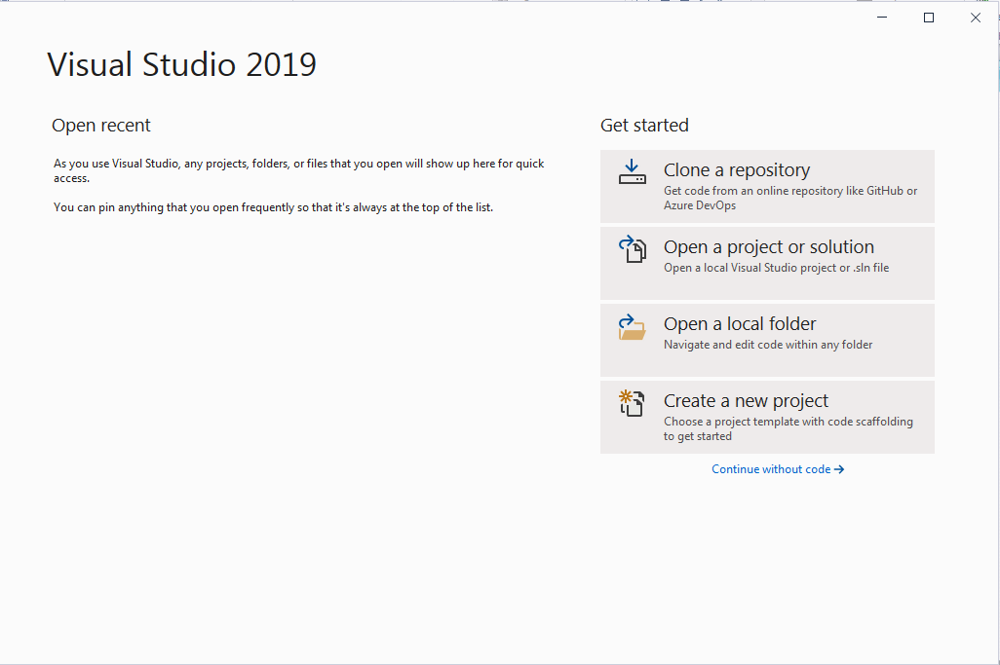 Visual Studio 2019
Open recent
As you use Visual Studio, any projects, folders, or files that you open will show up here for quick
access.
You can pin anything that you open frequently so that it's always at the top of the list.
Get started
Clone a repository
Get code from an online repository like GitHub or
Azure DevOps
Open a project or solution
Open a local Visual Studio project or .sln file
Open a local folder
Navigate and edit code within any folder
Create a new project
Choose a project template with code scaffolding
to get started
Continue without code